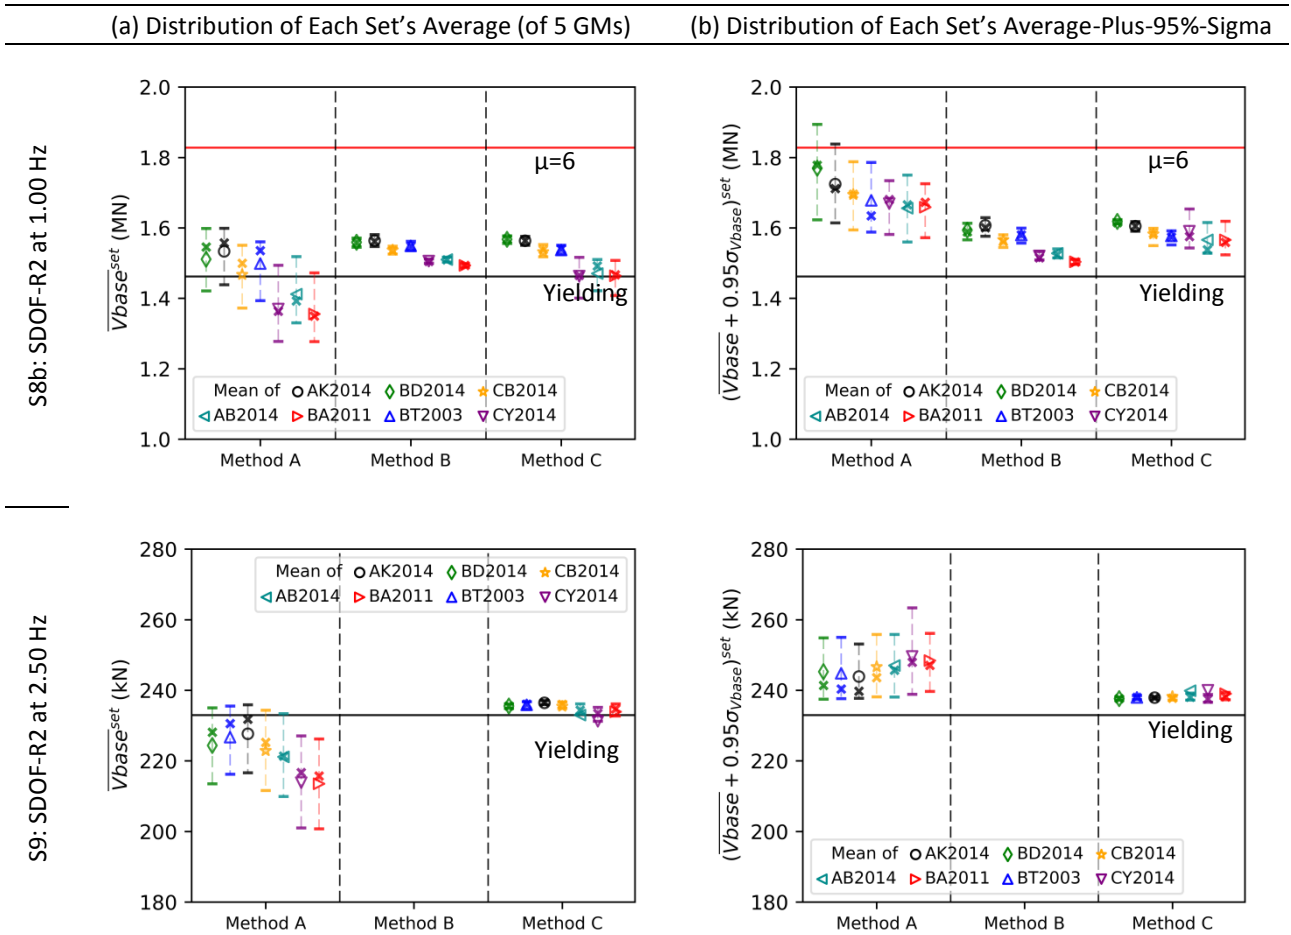 (a) Distribution of Each Set’s Average (of 5 GMs)
(b) Distribution of Each Set’s Average-Plus-95%-Sigma
S8b: SDOF-R2 at 1.00 Hz
Vbase^set (MN)
2.0
1.8
1.6
1.4
1.2
1.0
μ=6
Yielding
Mean of AK2014 BD2014 CB2014
AB2014 BA2011 BT2003 CY2014
Method A Method B Method C
(Vbase + 0.95σVbase)^set (MN)
2.0
1.8
1.6
1.4
1.2
1.0
μ=6
Yielding
Mean of AK2014 BD2014 CB2014
AB2014 BA2011 BT2003 CY2014
Method A Method B Method C
S9: SDOF-R2 at 2.50 Hz
Vbase^set (kN)
280
260
240
220
200
180
Mean of AK2014 BD2014 CB2014
AB2014 BA2011 BT2003 CY2014
Yielding
Method A Method B Method C
(Vbase + 0.95σVbase)^set (kN)
280
260
240
220
200
180
Yielding
Mean of AK2014 BD2014 CB2014
AB2014 BA2011 BT2003 CY2014
Method A Method B Method C